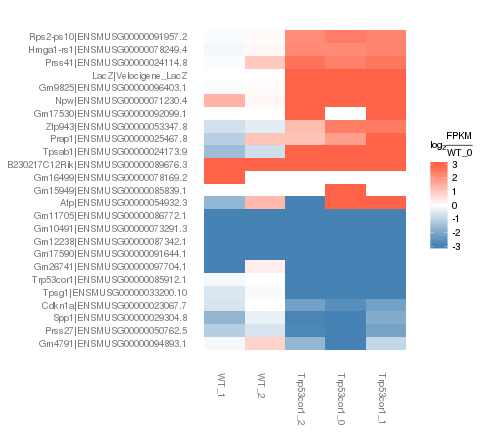 Rps2-ps10|ENSMUSG00000091957.2
Hmga1-rs1|ENSMUSG00000078249.4
Prss41|ENSMUSG00000024114.8
LacZ|Velocigene_LacZ
Gm9825|ENSMUSG00000096403.1
Npw|ENSMUSG00000071230.4
Gm17530|ENSMUSG00000092099.1
Zfp943|ENSMUSG00000053347.8
Prap1|ENSMUSG00000025467.8
Tpsab1|ENSMUSG00000024173.9
B230217C12Rik|ENSMUSG00000089676.3
Gm16499|ENSMUSG00000078169.2
Gm15949|ENSMUSG00000085839.1
Afp|ENSMUSG00000054932.3
Gm11705|ENSMUSG00000086772.1
Gm10491|ENSMUSG00000073291.3
Gm12238|ENSMUSG00000087342.1
Gm17590|ENSMUSG00000091644.1
Gm26741|ENSMUSG00000097704.1
Trp53cor1|ENSMUSG00000085912.1
Tpsg1|ENSMUSG00000033200.10
Cdkn1a|ENSMUSG00000023067.7
Spp1|ENSMUSG00000029304.8
Prss27|ENSMUSG00000050762.5
Gm4791|ENSMUSG00000094893.1
WT_1
WT_2
Trp53cor1_2
Trp53cor1_0
Trp53cor1_1
log2 FPKM
WT_0
3
2
1
0
-1
-2
-3